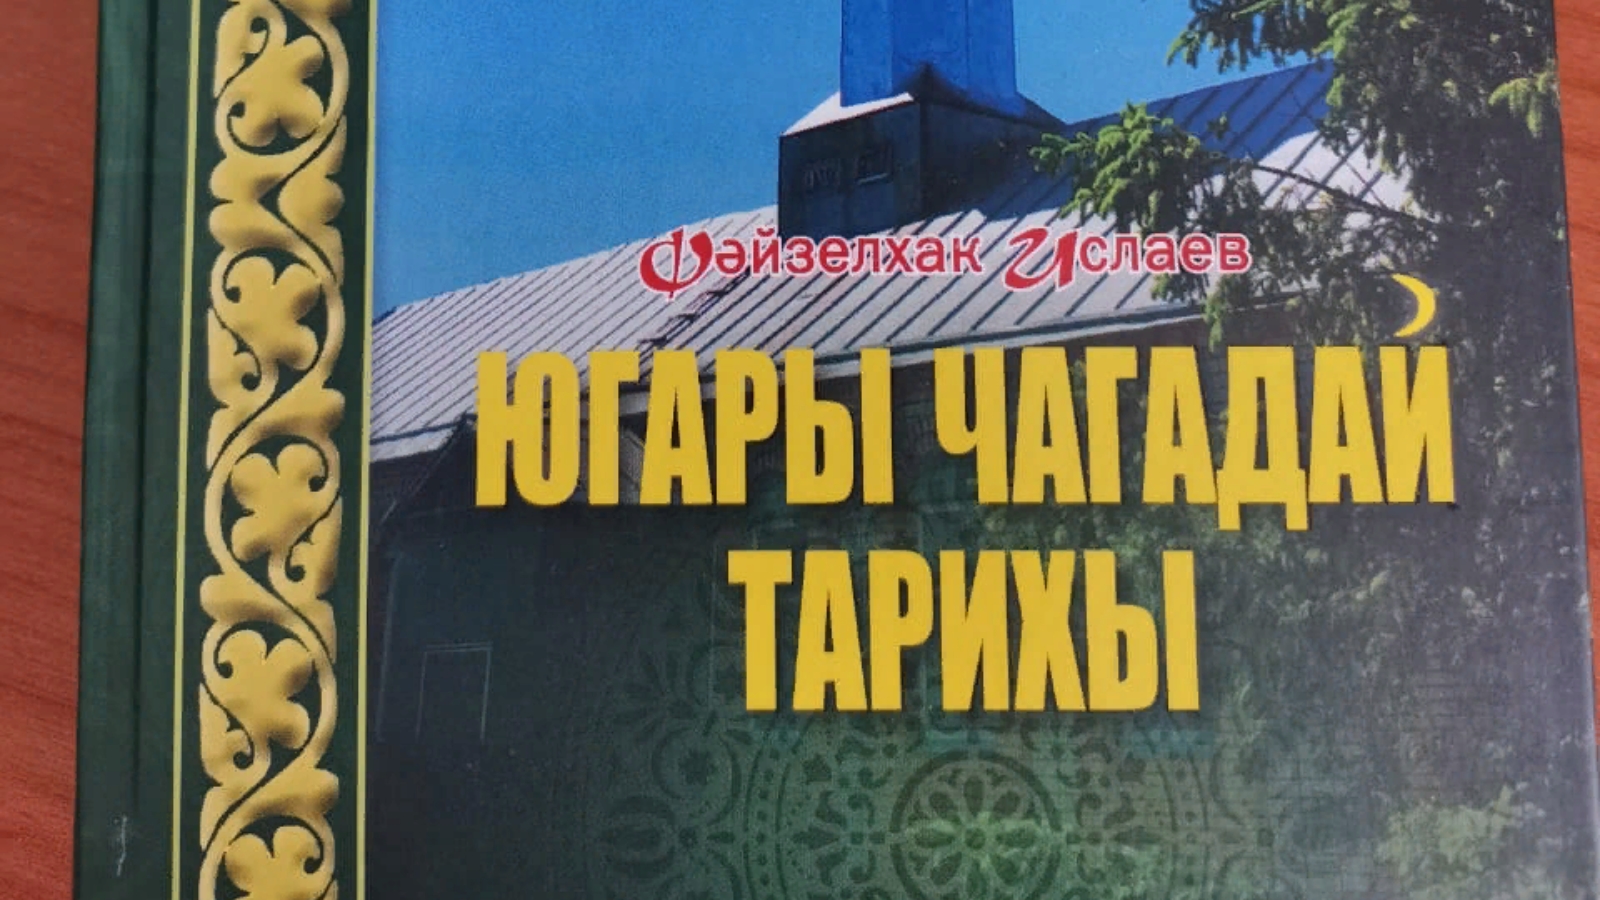 Фәйзелхак Ислаев
ЮГАРЫ ЧАГАДАЙ
ТАРИХЫ